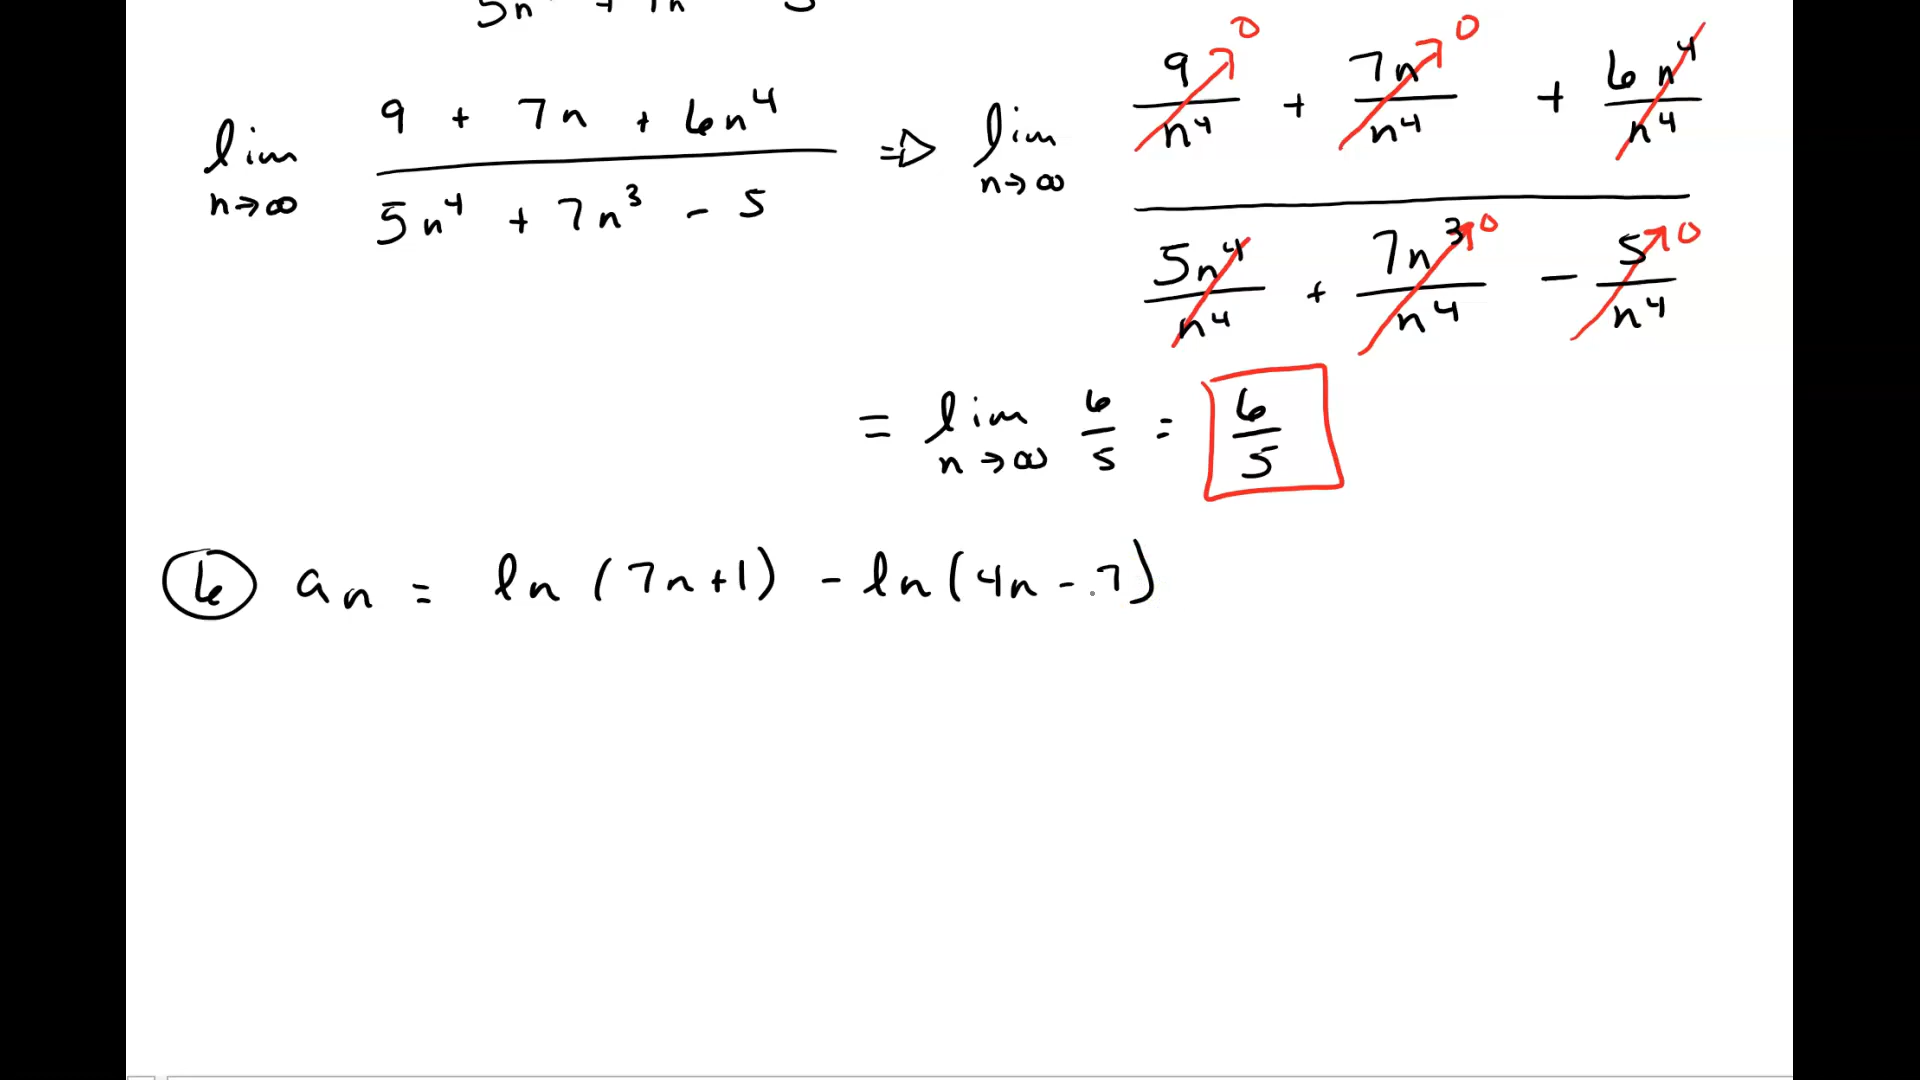 lim n→∞ (9 + 7n + 6n⁴)/(5n⁴ + 7n³ - 5) ⇒ lim n→∞ (9/n⁴ →0 + 7n/n⁴ →0 + 6n⁴/n⁴)/(5n⁴/n⁴ + 7n³/n⁴ →0 - 5/n⁴ →0)
= lim n→∞ 6/5 = 6/5
6 aₙ = ln(7n+1) - ln(4n-7)